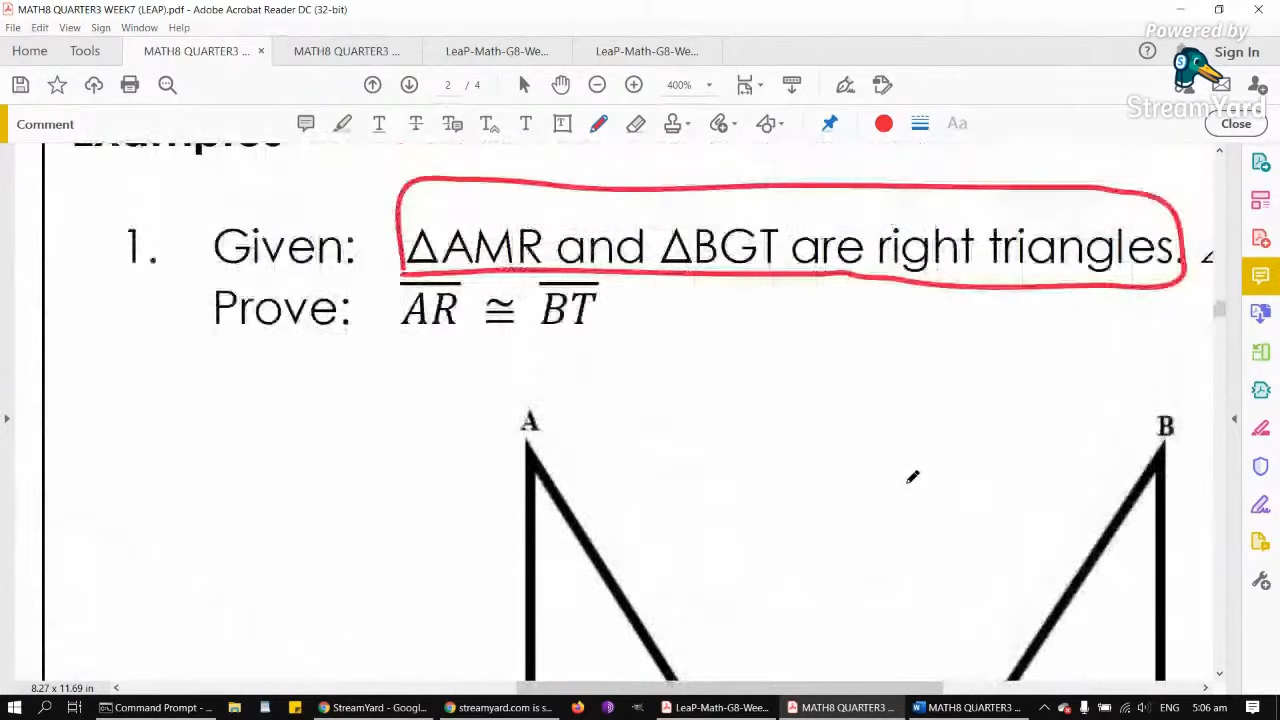 MATH8 QUARTER3 WEEK7 (LEAP).pdf - Adobe Acrobat Reader DC (32-bit)
File Edit View Sign Window Help
Powered by
StreamYard
Home Tools MATH8 QUARTER3 ... × MATH8 QUARTER3 ... LeaP-Math-G8-We... LeaP-Math-G8-We... Sign In
2 / 4 400%
Comment Aa Close
Examples
1. Given: ΔAMR and ΔBGT are right triangles. ∠
Prove: AR ≅ BT
A B
8.27 x 11.69 in
Command Prompt - ... StreamYard - Googl... streamyard.com is s... LeaP-Math-G8-We... MATH8 QUARTER3 ... MATH8 QUARTER3 ... 5:06 am